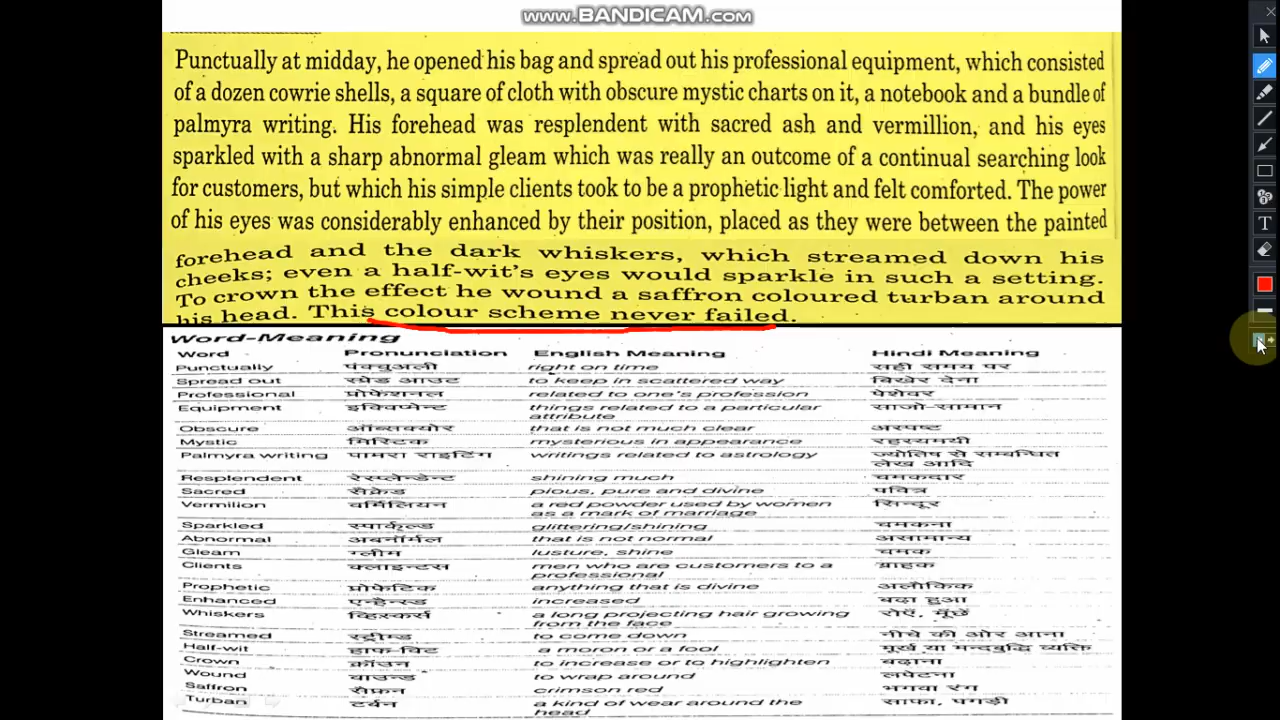 www.BANDICAM.com
Punctually at midday, he opened his bag and spread out his professional equipment, which consisted
of a dozen cowrie shells, a square of cloth with obscure mystic charts on it, a notebook and a bundle of
palmyra writing. His forehead was resplendent with sacred ash and vermillion, and his eyes
sparkled with a sharp abnormal gleam which was really an outcome of a continual searching look
for customers, but which his simple clients took to be a prophetic light and felt comforted. The power
of his eyes was considerably enhanced by their position, placed as they were between the painted
forehead and the dark whiskers, which streamed down his
cheeks; even a half-wit's eyes would sparkle in such a setting.
To crown the effect he wound a saffron coloured turban around
his head. This colour scheme never failed.
Word-Meaning
Word Pronunciation English Meaning Hindi Meaning
Punctually पंक्चुअली right on time सही समय पर
Spread out स्प्रैड आउट to keep in scattered way बिखेर देना
Professional प्रोफेशनल related to one's profession पेशेवर
Equipment इक्विप्मेन्ट things related to a particular साजो-सामान
attribute
Obscure ऑब्सक्योर that is not much clear अस्पष्ट
Mystic मिस्टिक mysterious in appearance रहस्यमयी
Palmyra writing पामरा राइटिंग writings related to astrology ज्योतिष से सम्बन्धित
लेख आदि
Resplendent रेस्प्लेन्डेन्ट shining much चमकदार
Sacred सैक्रेड pious, pure and divine पवित्र
Vermilion वर्मिलियन a red powder used by women सिन्दूर
as a mark of marriage
Sparkled स्पार्कल्ड glittering/shining चमकना
Abnormal अबनॉर्मल that is not normal असामान्य
Gleam ग्लीम lusture, shine चमक
Clients क्लाइन्टस men who are customers to a ग्राहक
professional
Prophetic प्रोफेटिक anything that is divine अलौकिक
Enhanced एन्हेन्स्ड increased बढ़ा हुआ
Whiskers व्हिस्कर्स a long projecting hair growing रोएँ, मूँछें
from the face
Streamed स्ट्रीम्ड to come down नीचे की ओर आना
Half-wit हाफ-विट a moron or a fool मूर्ख या मन्दबुद्धि व्यक्ति
Crown क्रॉउन to increase or to highlighten बढ़ाना
Wound वाउन्ड to wrap around लपेटना
Saffron सैफ्रन crimson red भगवा रंग
Turban टर्बन a kind of wear around the साफा, पगड़ी
head